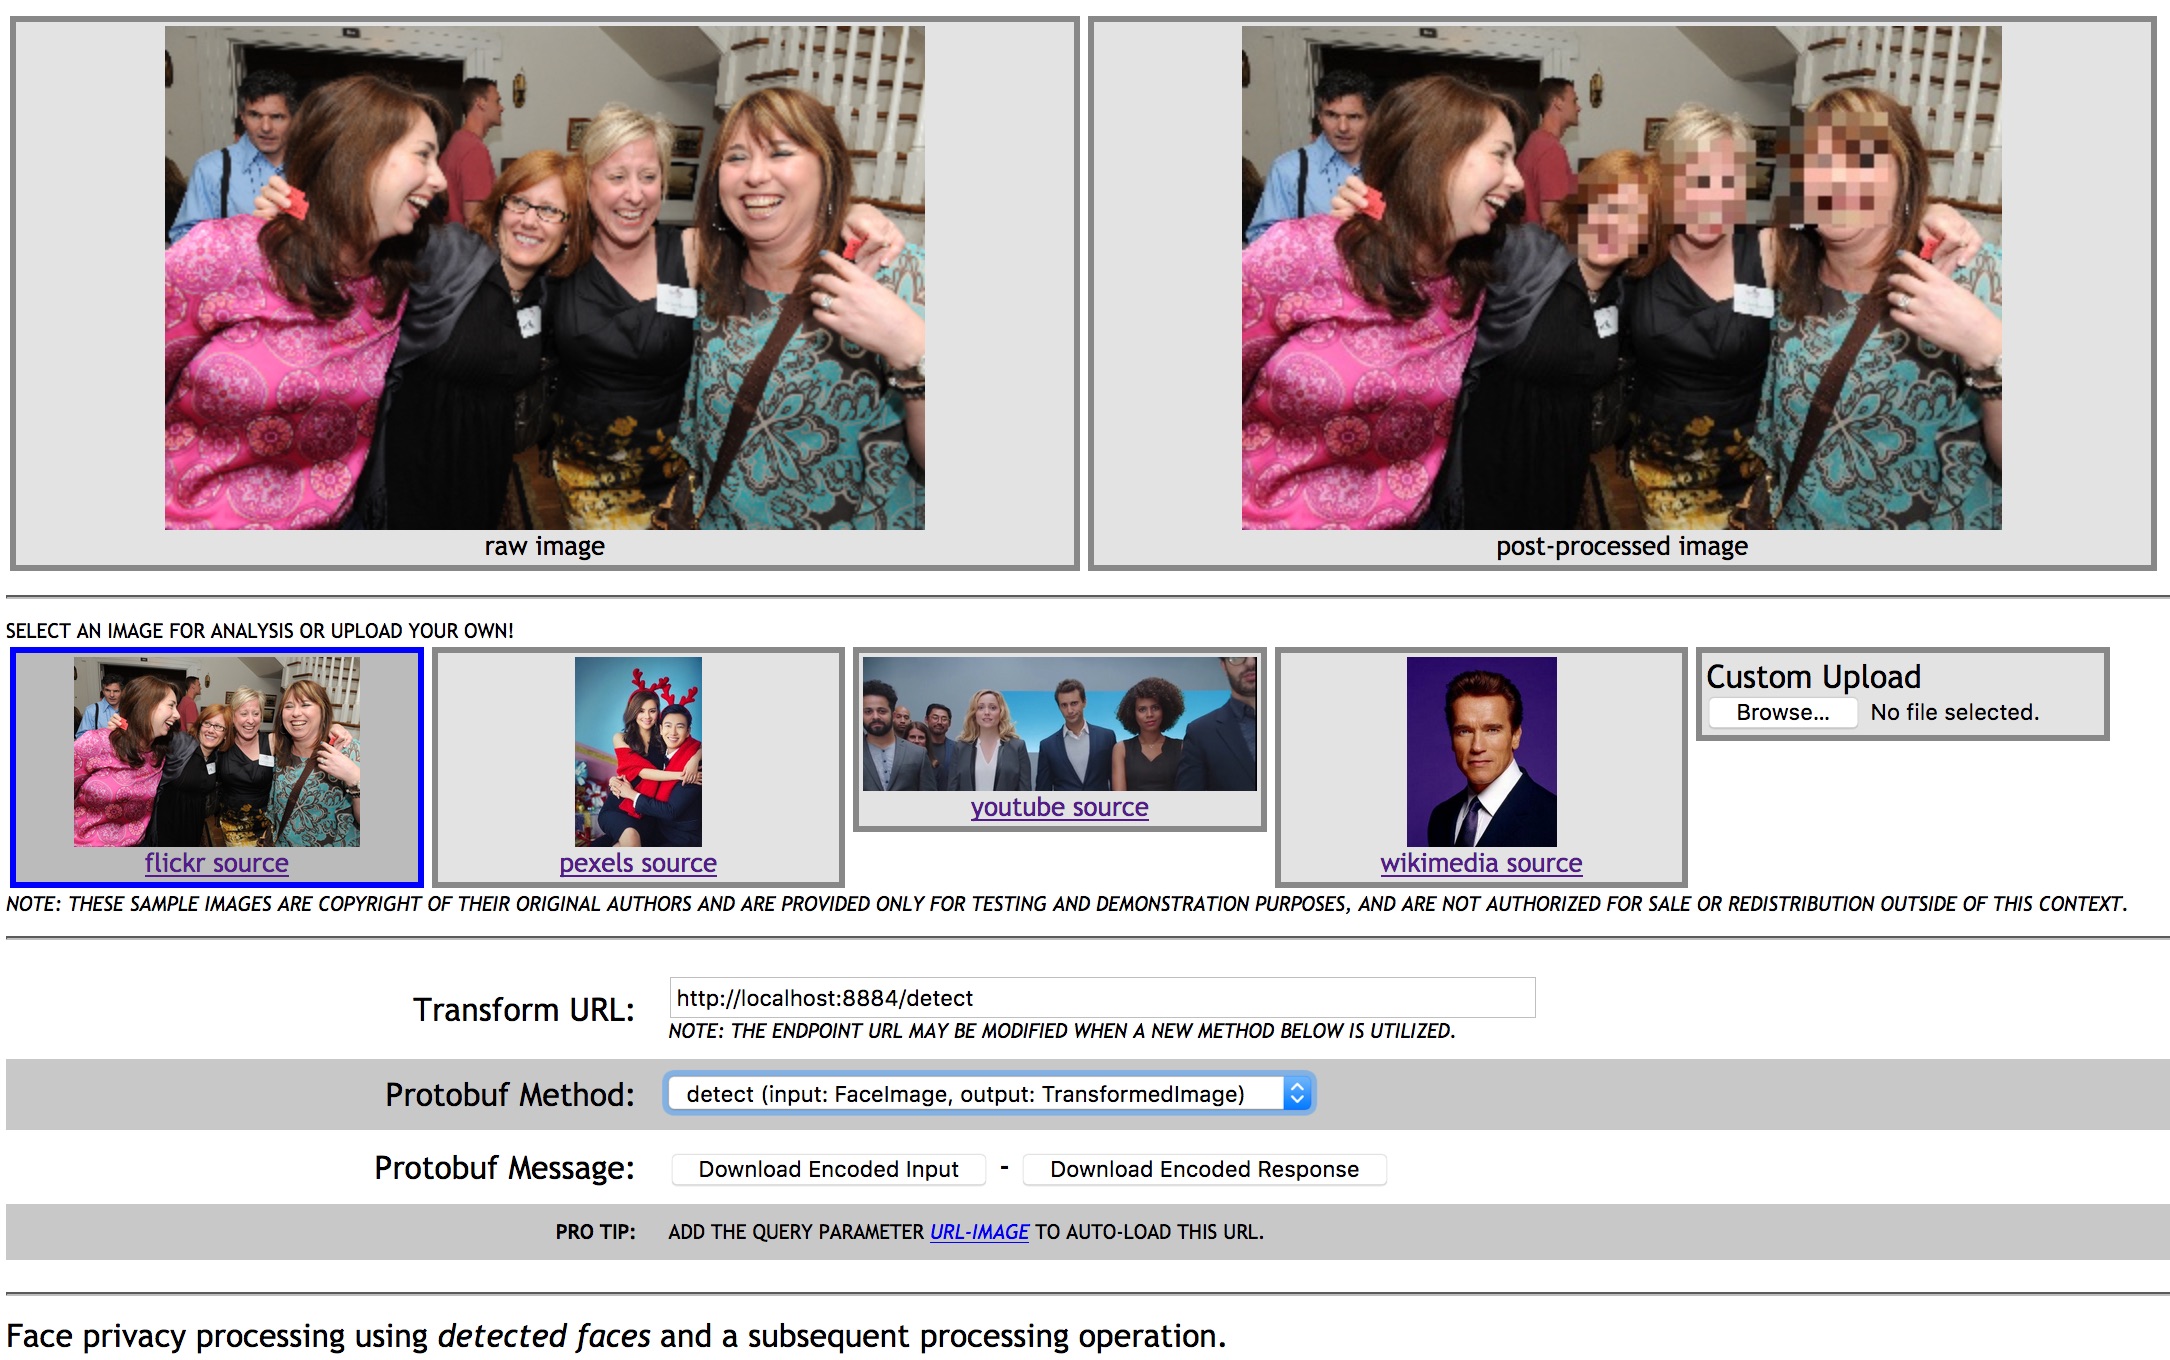 raw image
post-processed image
SELECT AN IMAGE FOR ANALYSIS OR UPLOAD YOUR OWN!
flickr source
pexels source
youtube source
wikimedia source
Custom Upload
Browse... No file selected.
NOTE: THESE SAMPLE IMAGES ARE COPYRIGHT OF THEIR ORIGINAL AUTHORS AND ARE PROVIDED ONLY FOR TESTING AND DEMONSTRATION PURPOSES, AND ARE NOT AUTHORIZED FOR SALE OR REDISTRIBUTION OUTSIDE OF THIS CONTEXT.
Transform URL: http://localhost:8884/detect
NOTE: THE ENDPOINT URL MAY BE MODIFIED WHEN A NEW METHOD BELOW IS UTILIZED.
Protobuf Method: detect (input: FaceImage, output: TransformedImage)
Protobuf Message: Download Encoded Input - Download Encoded Response
PRO TIP: ADD THE QUERY PARAMETER URL-IMAGE TO AUTO-LOAD THIS URL.
Face privacy processing using detected faces and a subsequent processing operation.